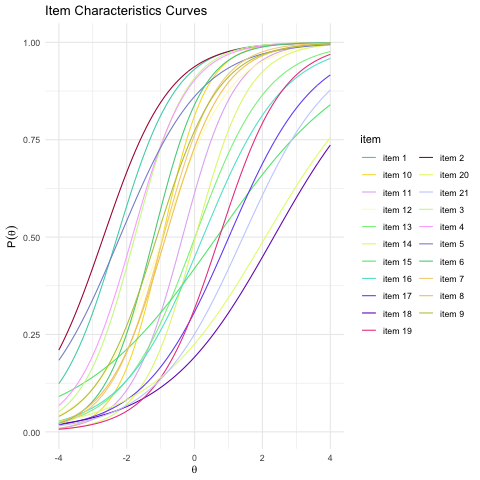 Item Characteristics Curves
1.00
0.75
0.50
0.25
0.00
P(θ)
-4
-2
0
2
4
θ
item
item 1
item 10
item 11
item 12
item 13
item 14
item 15
item 16
item 17
item 18
item 19
item 2
item 20
item 21
item 3
item 4
item 5
item 6
item 7
item 8
item 9